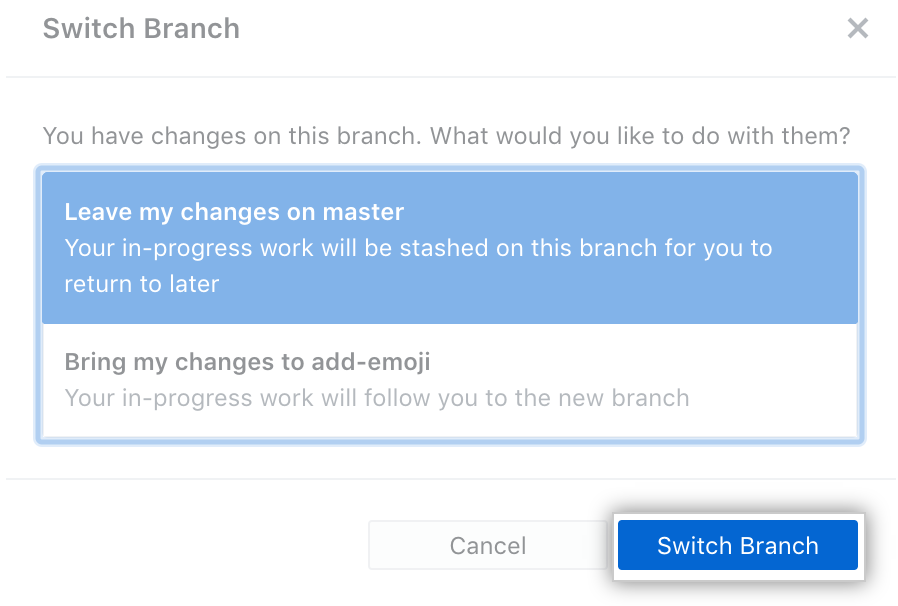 Switch Branch
You have changes on this branch. What would you like to do with them?
Leave my changes on master
Your in-progress work will be stashed on this branch for you to
return to later
Bring my changes to add-emoji
Your in-progress work will follow you to the new branch
Cancel
Switch Branch